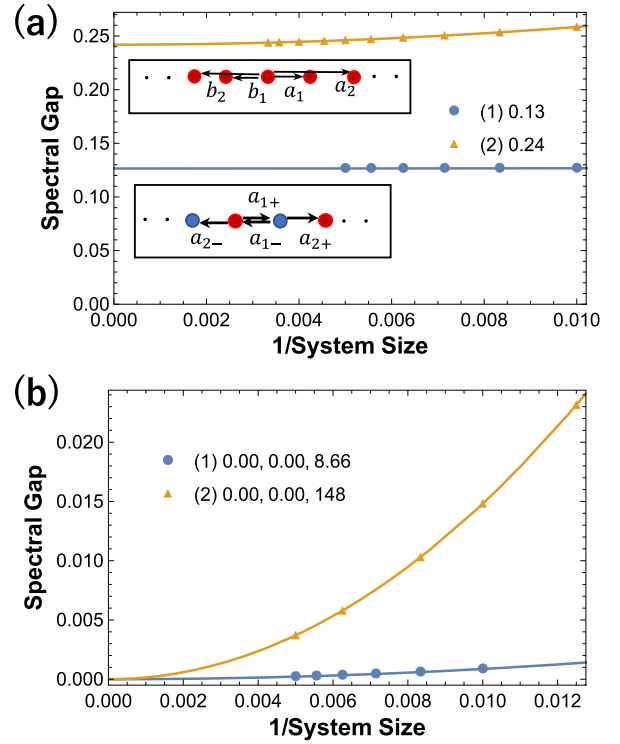 (a)
0.25
0.20
0.15
0.10
0.05
0.00
Spectral Gap
b₂ b₁ a₁ a₂
(1) 0.13
(2) 0.24
a₁₊
a₂₋ a₁₋ a₂₊
0.000 0.002 0.004 0.006 0.008 0.010
1/System Size
(b)
0.020
0.015
0.010
0.005
0.000
Spectral Gap
(1) 0.00, 0.00, 8.66
(2) 0.00, 0.00, 148
0.000 0.002 0.004 0.006 0.008 0.010 0.012
1/System Size